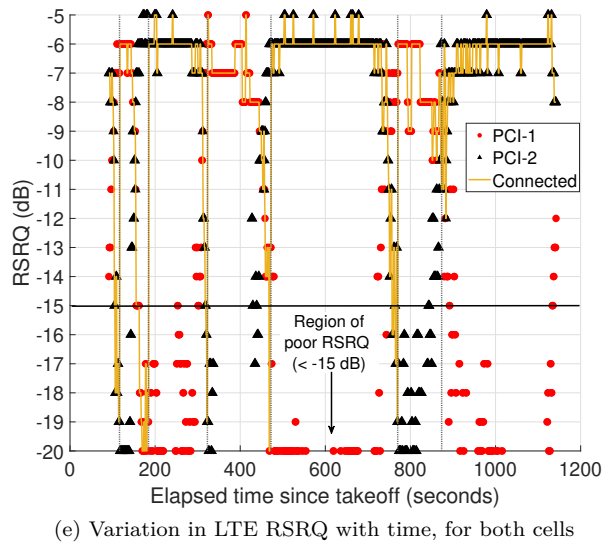 -5
-6
-7
-8
-9
-10
-11
-12
-13
-14
-15
-16
-17
-18
-19
-20
RSRQ (dB)
PCI-1
PCI-2
Connected
Region of
poor RSRQ
(< -15 dB)
0 200 400 600 800 1000 1200
Elapsed time since takeoff (seconds)
(e) Variation in LTE RSRQ with time, for both cells